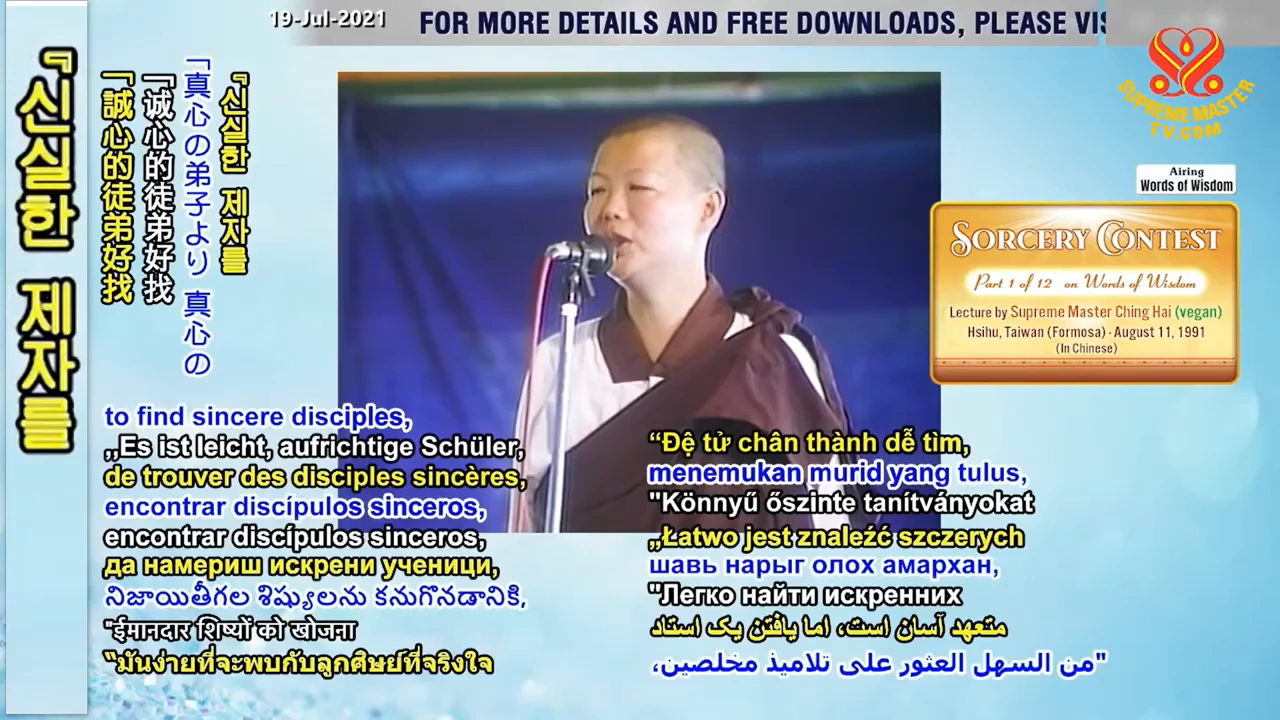 19-Jul-2021
FOR MORE DETAILS AND FREE DOWNLOADS, PLEASE VIS
SUPREME MASTER
TV.COM
Airing
Words of Wisdom
SORCERY CONTEST
Part 1 of 12 on Words of Wisdom
Lecture by Supreme Master Ching Hai (vegan)
Hsihu, Taiwan (Formosa) - August 11, 1991
(In Chinese)
『신실한 제자를
『신실한 제자를
「真心の弟子より 真心の
「诚心的徒弟好找
「誠心的徒弟好找
to find sincere disciples,
„Es ist leicht, aufrichtige Schüler,
de trouver des disciples sincères,
encontrar discípulos sinceros,
encontrar discípulos sinceros,
да намериш искрени ученици,
నిజాయితీగల శిష్యులను కనుగొనడానికి,
"ईमानदार शिष्यों को खोजना
“มันง่ายที่จะพบกับลูกศิษย์ที่จริงใจ
“Đệ tử chân thành dễ tìm,
menemukan murid yang tulus,
"Könnyű őszinte tanítványokat
„Łatwo jest znaleźć szczerych
шавь нарыг олох амархан,
"Легко найти искренних
متعهد آسان است، اما یافتن یک استاد
"من السهل العثور على تلاميذ مخلصين،